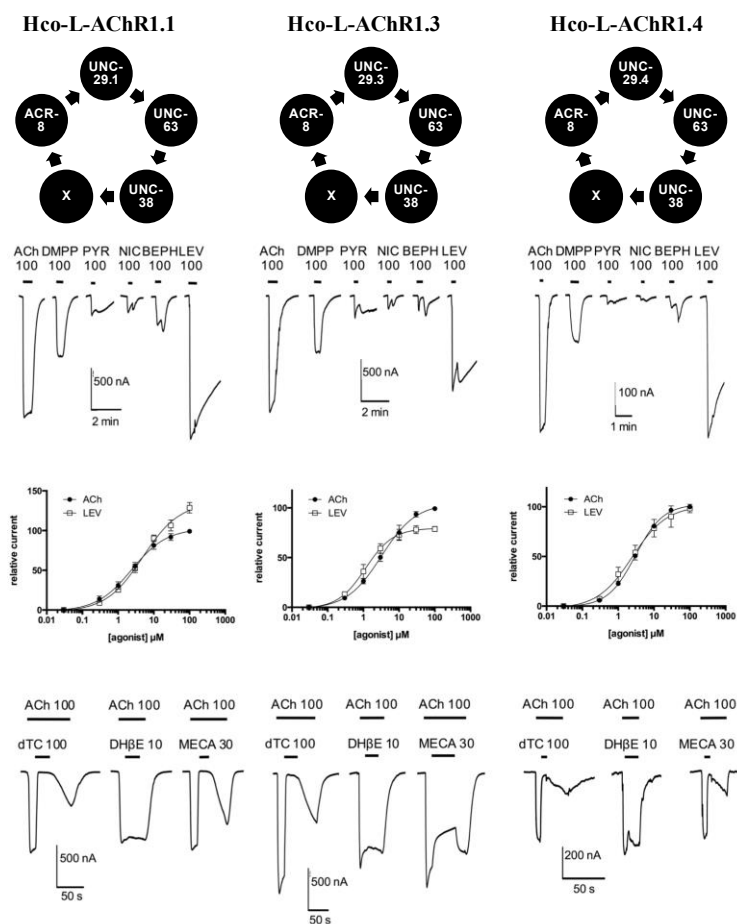 Hco-L-AChR1.1 Hco-L-AChR1.3 Hco-L-AChR1.4
UNC-
29.1
ACR-
8
UNC-
63
X
UNC-
38
UNC-
29.3
ACR-
8
UNC-
63
X
UNC-
38
UNC-
29.4
ACR-
8
UNC-
63
X
UNC-
38
ACh DMPP PYR NIC BEPH LEV
100 100 100 100 100 100
500 nA
2 min
ACh DMPP PYR NIC BEPH LEV
100 100 100 100 100 100
500 nA
2 min
ACh DMPP PYR NIC BEPH LEV
100 100 100 100 100 100
100 nA
1 min
relative current
150
100
50
0
ACh
LEV
0.01 0.1 1 10 100 1000
[agonist] µM
relative current
100
50
0
ACh
LEV
0.01 0.1 1 10 100 1000
[agonist] µM
relative current
100
50
0
ACh
LEV
0.01 0.1 1 10 100 1000
[agonist] µM
ACh 100 ACh 100 ACh 100
dTC 100 DHβE 10 MECA 30
500 nA
50 s
ACh 100 ACh 100 ACh 100
dTC 100 DHβE 10 MECA 30
500 nA
50 s
ACh 100 ACh 100 ACh 100
dTC 100 DHβE 10 MECA 30
200 nA
50 s